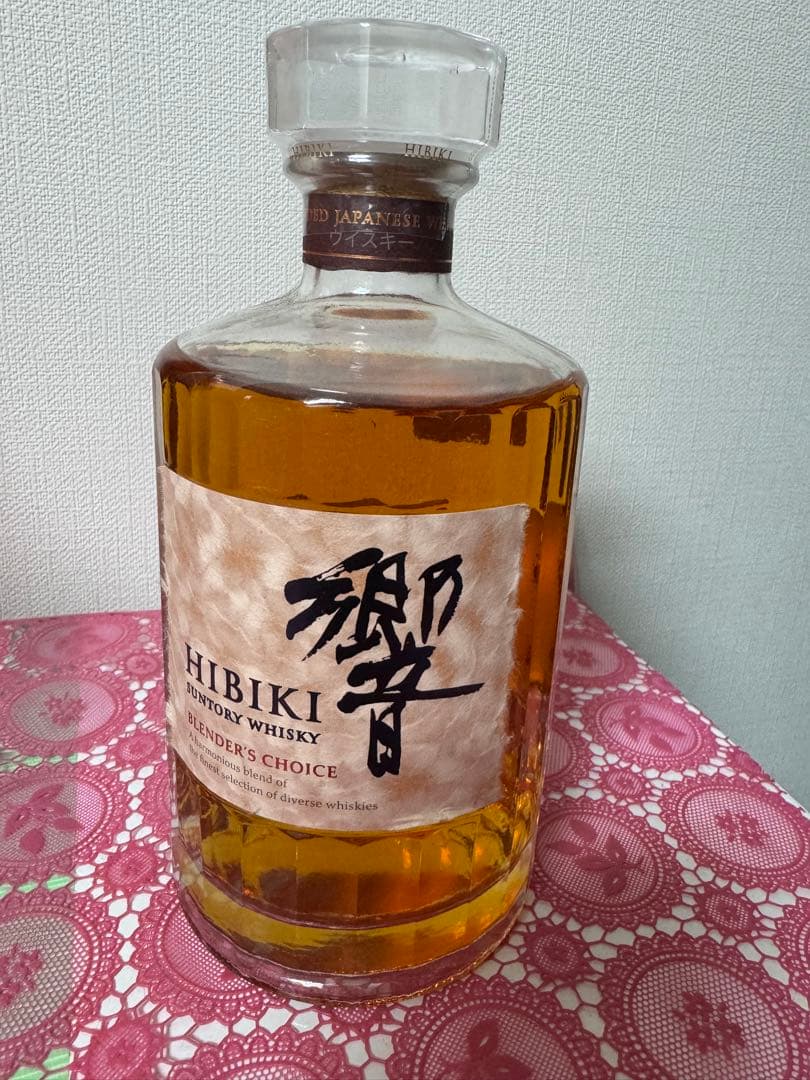 HIBIKI HIBIKI
JAPANESE
ウイスキー
響
HIBIKI
SUNTORY WHISKY
BLENDER'S CHOICE
A harmonious blend of
the finest selection of diverse whiskies